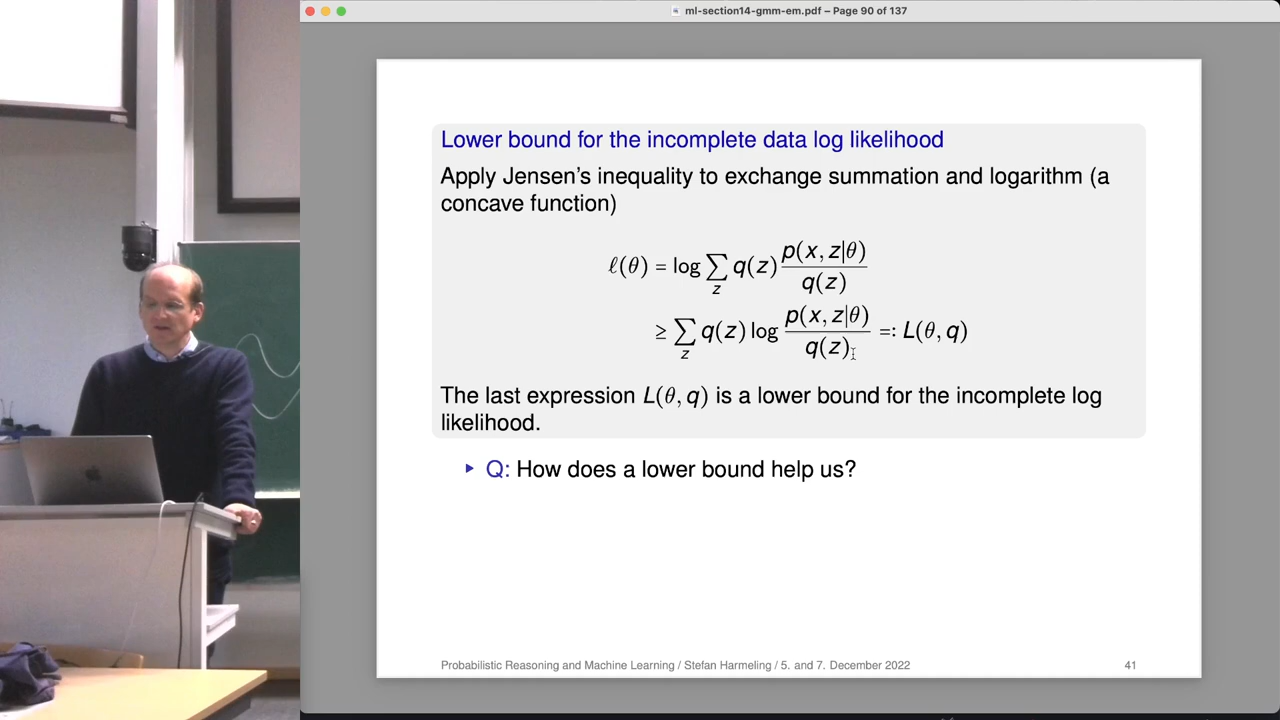 ml-section14-gmm-em.pdf – Page 90 of 137
Lower bound for the incomplete data log likelihood
Apply Jensen's inequality to exchange summation and logarithm (a
concave function)
ℓ(θ) = log ∑_z q(z) p(x, z|θ) / q(z)
≥ ∑_z q(z) log p(x, z|θ) / q(z) =: L(θ, q)
The last expression L(θ, q) is a lower bound for the incomplete log
likelihood.
▸ Q: How does a lower bound help us?
Probabilistic Reasoning and Machine Learning / Stefan Harmeling / 5. and 7. December 2022 41